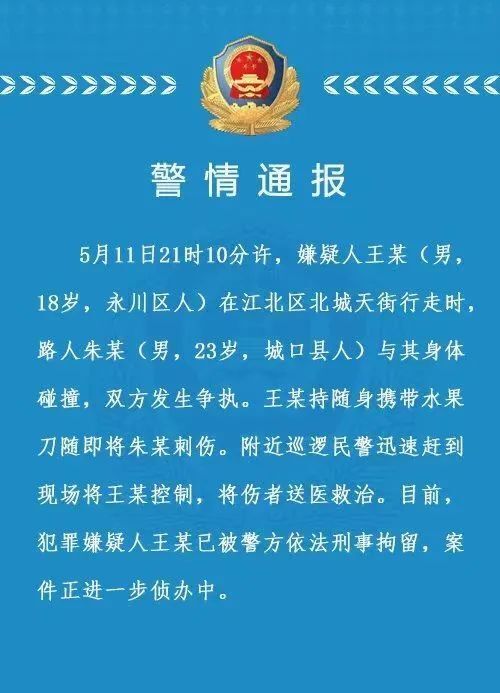 警情通报
5月11日21时10分许，嫌疑人王某（男，
18岁，永川区人）在江北区北城天街行走时，
路人朱某（男，23岁，城口县人）与其身体
碰撞，双方发生争执。王某持随身携带水果
刀随即将朱某刺伤。附近巡逻民警迅速赶到
现场将王某控制，将伤者送医救治。目前，
犯罪嫌疑人王某已被警方依法刑事拘留，案
件正进一步侦办中。